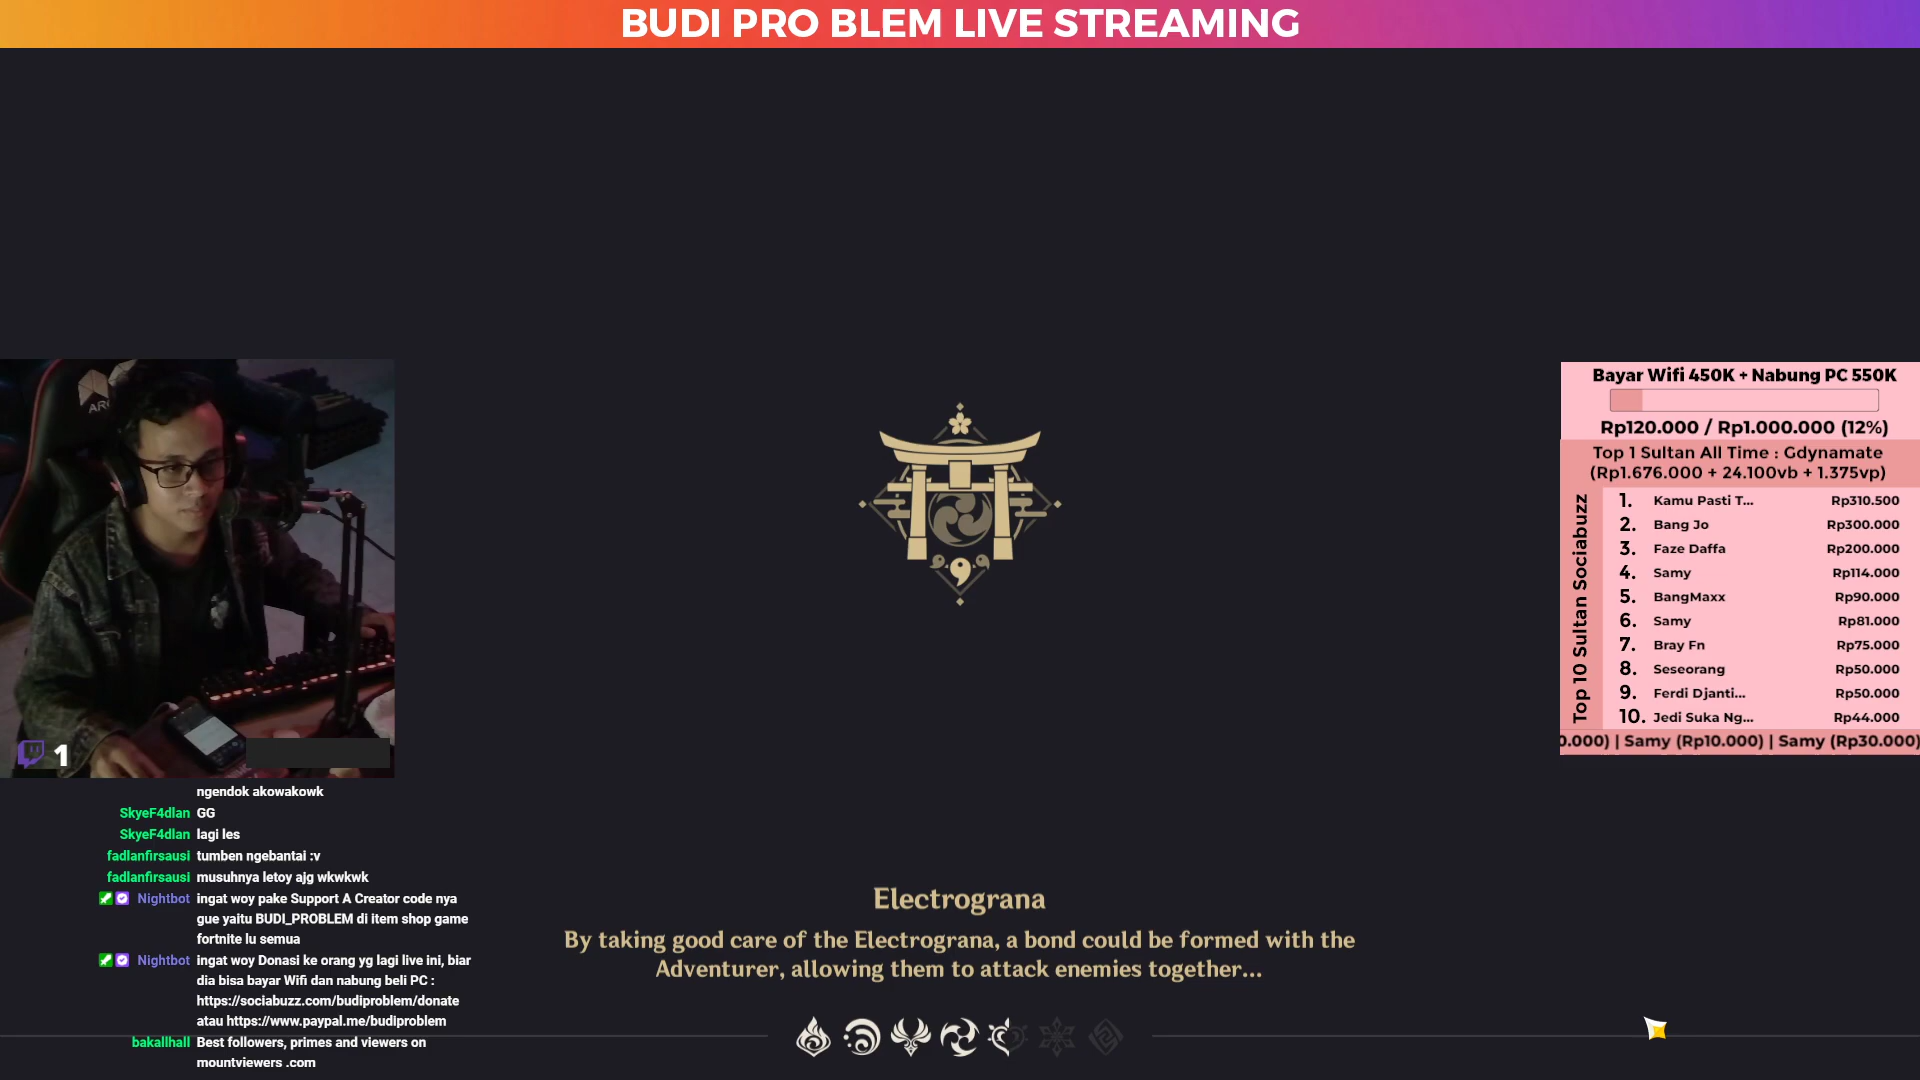 BUDI PRO BLEM LIVE STREAMING
AR
1
ngendok akowakowk
SkyeF4dlan GG
SkyeF4dlan lagi les
fadlanfirsausi tumben ngebantai :v
fadlanfirsausi musuhnya letoy ajg wkwkwk
Nightbot ingat woy pake Support A Creator code nya
gue yaitu BUDI_PROBLEM di item shop game
fortnite lu semua
Nightbot ingat woy Donasi ke orang yg lagi live ini, biar
dia bisa bayar Wifi dan nabung beli PC :
https://sociabuzz.com/budiproblem/donate
atau https://www.paypal.me/budiproblem
bakallhall Best followers, primes and viewers on
mountviewers .com
Electrograna
By taking good care of the Electrograna, a bond could be formed with the
Adventurer, allowing them to attack enemies together...
Bayar Wifi 450K + Nabung PC 550K
Rp120.000 / Rp1.000.000 (12%)
Top 1 Sultan All Time : Gdynamate
(Rp1.676.000 + 24.100vb + 1.375vp)
Top 10 Sultan Sociabuzz
1. Kamu Pasti T... Rp310.500
2. Bang Jo Rp300.000
3. Faze Daffa Rp200.000
4. Samy Rp114.000
5. BangMaxx Rp90.000
6. Samy Rp81.000
7. Bray Fn Rp75.000
8. Seseorang Rp50.000
9. Ferdi Djanti... Rp50.000
10. Jedi Suka Ng... Rp44.000
0.000) | Samy (Rp10.000) | Samy (Rp30.000)